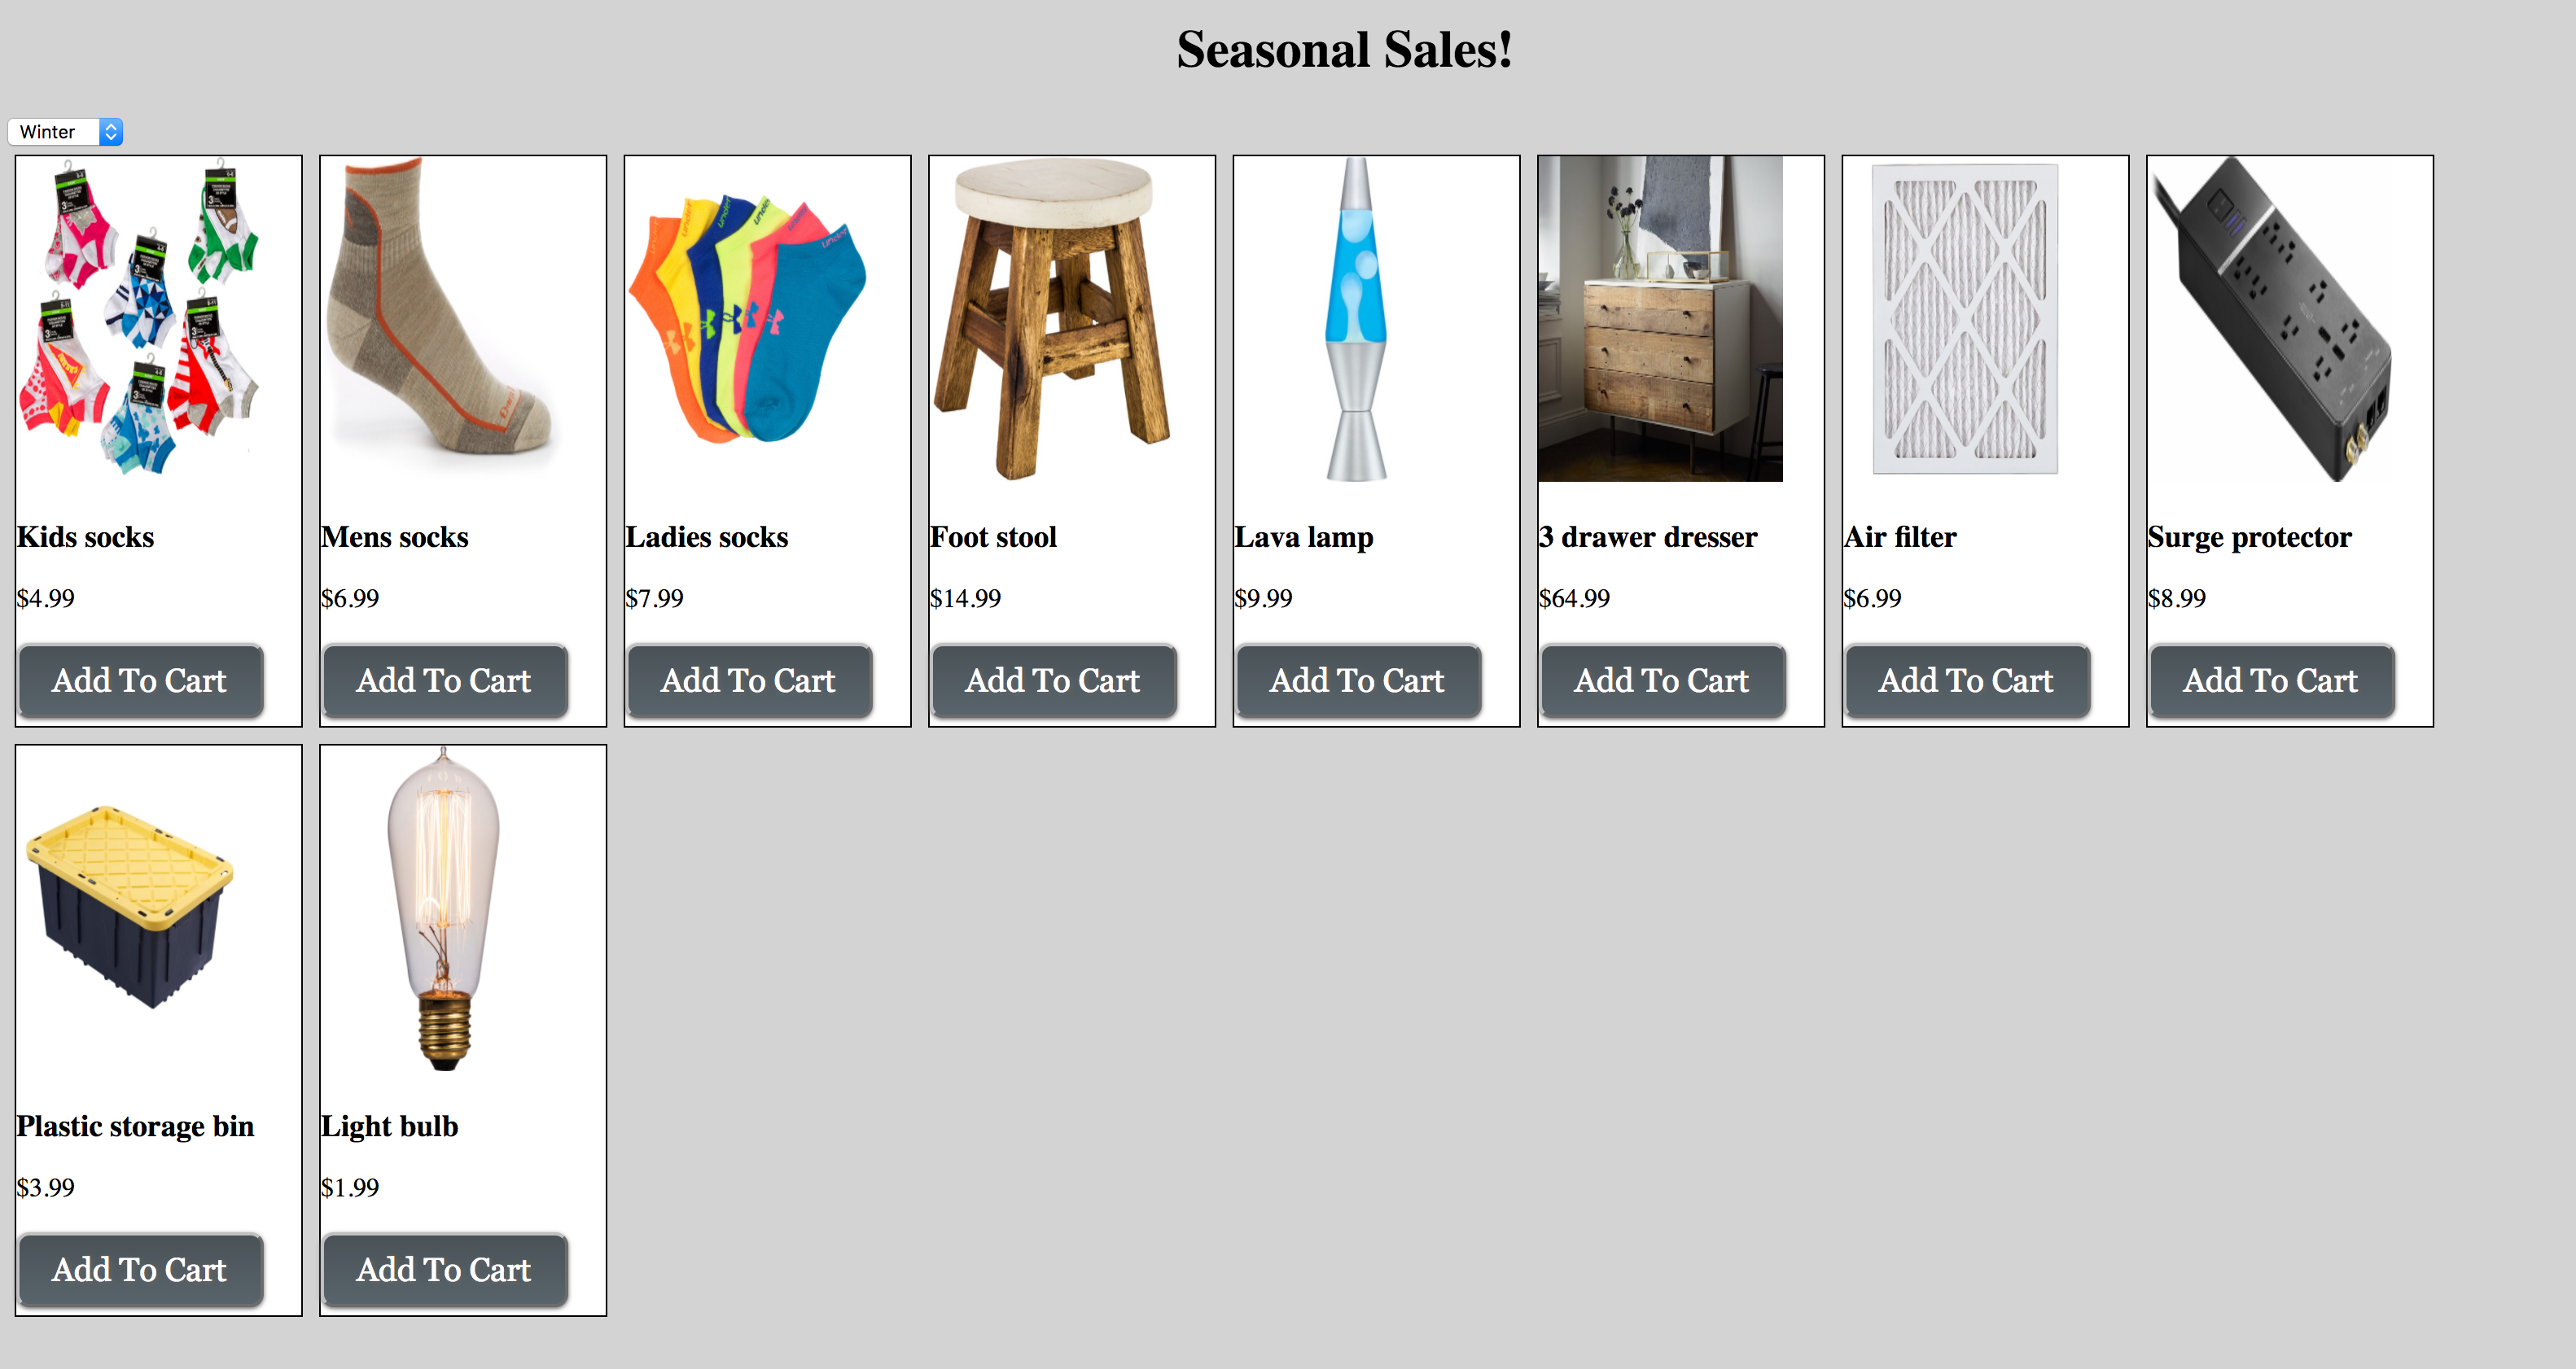 Seasonal Sales!
Winter
Kids socks
$4.99
Add To Cart
Mens socks
$6.99
Add To Cart
Ladies socks
$7.99
Add To Cart
Foot stool
$14.99
Add To Cart
Lava lamp
$9.99
Add To Cart
3 drawer dresser
$64.99
Add To Cart
Air filter
$6.99
Add To Cart
Surge protector
$8.99
Add To Cart
Plastic storage bin
$3.99
Add To Cart
Light bulb
$1.99
Add To Cart